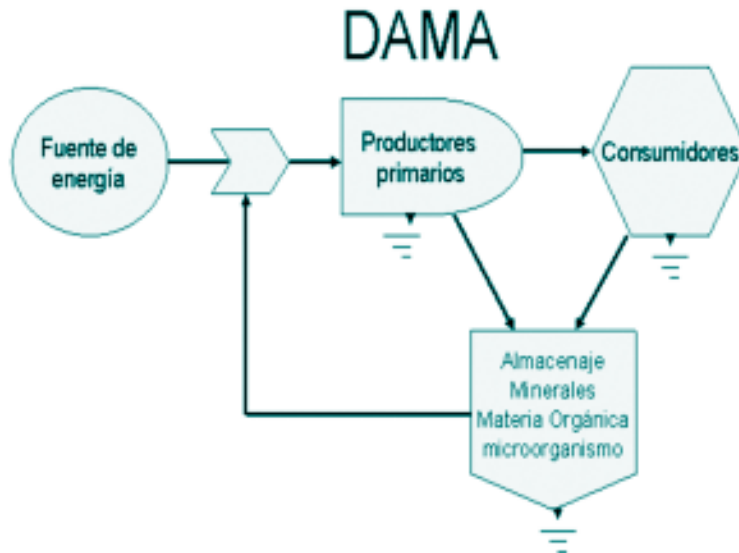 DAMA
Fuente de
energía
Productores
primarios
Consumidores
Almacenaje
Minerales
Materia Orgánica
microorganismo